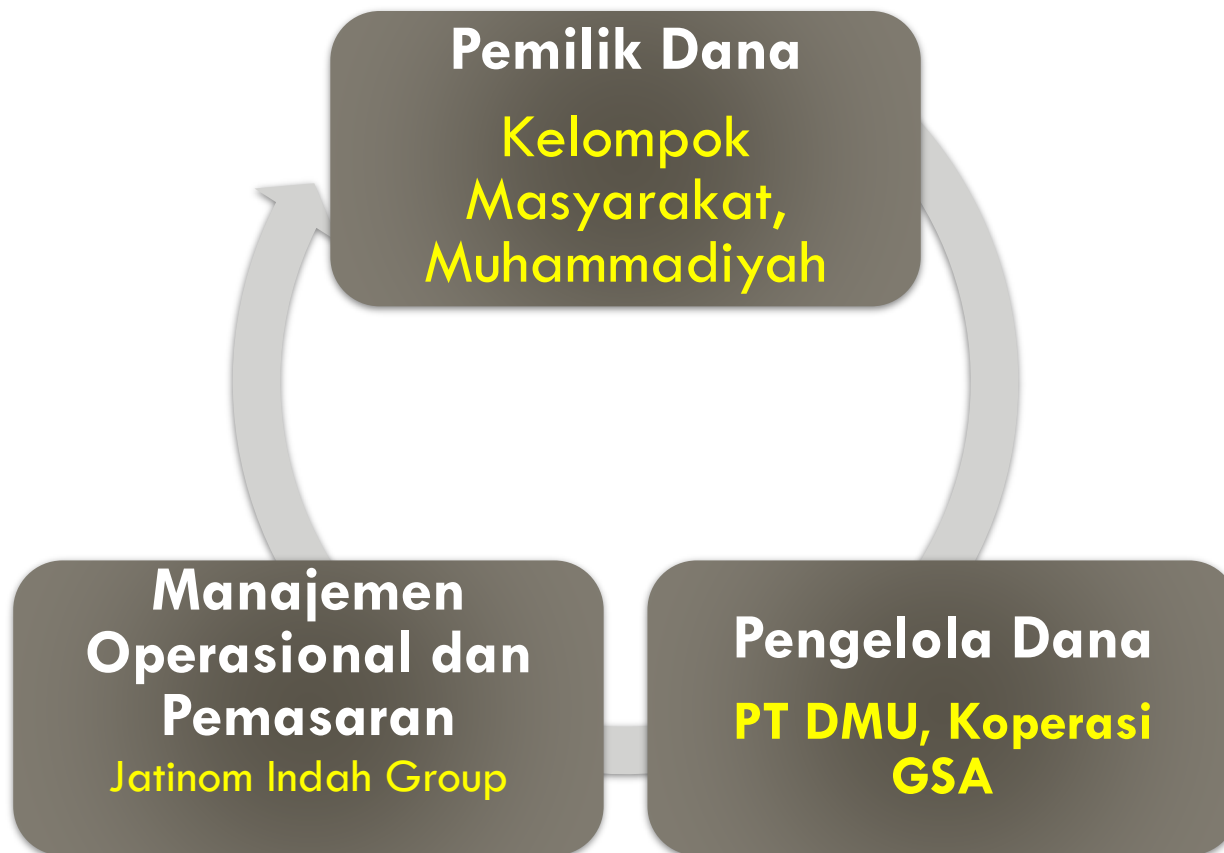 Pemilik Dana
Kelompok
Masyarakat,
Muhammadiyah
Manajemen
Operasional dan
Pemasaran
Jatinom Indah Group
Pengelola Dana
PT DMU, Koperasi
GSA